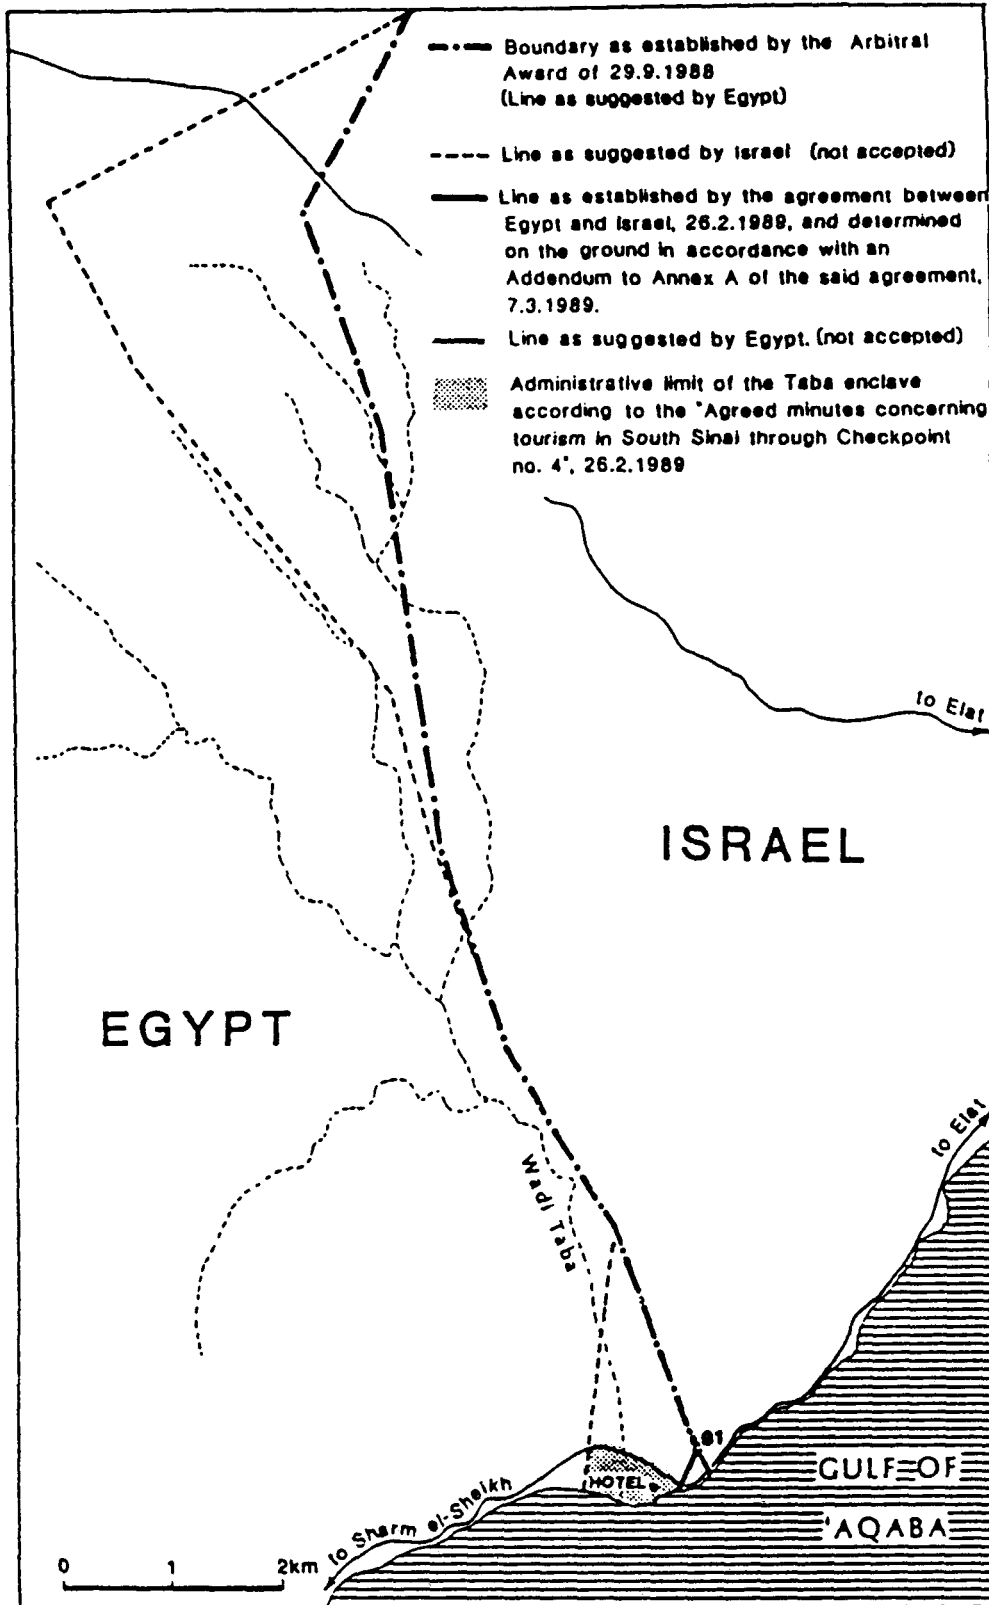 Boundary as established by the Arbitral
Award of 29.9.1988
(Line as suggested by Egypt)
Line as suggested by Israel (not accepted)
Line as established by the agreement between
Egypt and Israel, 26.2.1989, and determined
on the ground in accordance with an
Addendum to Annex A of the said agreement,
7.3.1989.
Line as suggested by Egypt. (not accepted)
Administrative limit of the Taba enclave
according to the "Agreed minutes concerning
tourism in South Sinai through Checkpoint
no. 4", 26.2.1989
to Elat
ISRAEL
EGYPT
to Elat
Wadi Taba
91
HOTEL
GULF OF
'AQABA
to Sharm el-Sheikh
0 1 2km